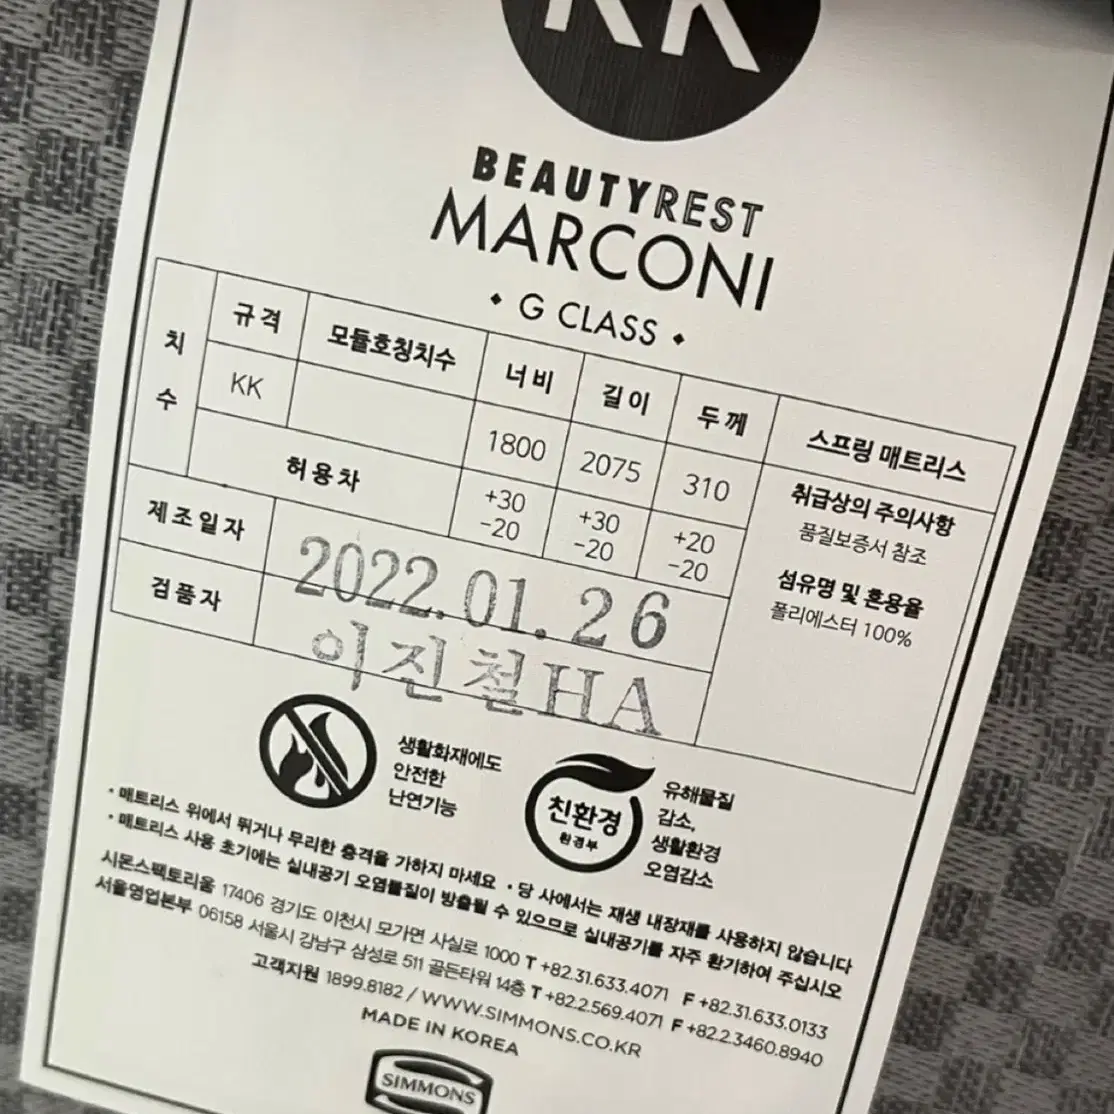 KK
BEAUTYREST
MARCONI
• G CLASS •
치수
규격 모듈호칭치수 너비 길이 두께 스프링 매트리스
KK 1800 2075 310
허용차 +30 -20 +30 -20 +20 -20
취급상의 주의사항
품질보증서 참조
섬유명 및 혼용율
폴리에스터 100%
제조일자 2022.01.26
검품자 이진철HA
생활화재에도
안전한
난연기능
친환경
환경부
유해물질
감소,
생활환경
오염감소
• 매트리스 위에서 뛰거나 무리한 충격을 가하지 마세요 • 당 사에서는 재생 내장재를 사용하지 않습니다
• 매트리스 사용 초기에는 실내공기 오염물질이 방출될 수 있으므로 실내공기를 자주 환기하여 주십시오
시몬스팩토리움 17406 경기도 이천시 모가면 사실로 1000 T +82.31.633.4071 F +82.31.633.0133
서울영업본부 06158 서울시 강남구 삼성로 511 골든타워 14층 T +82.2.569.4071 F +82.2.3460.8940
고객지원 1899.8182 / WWW.SIMMONS.CO.KR
MADE IN KOREA
SIMMONS